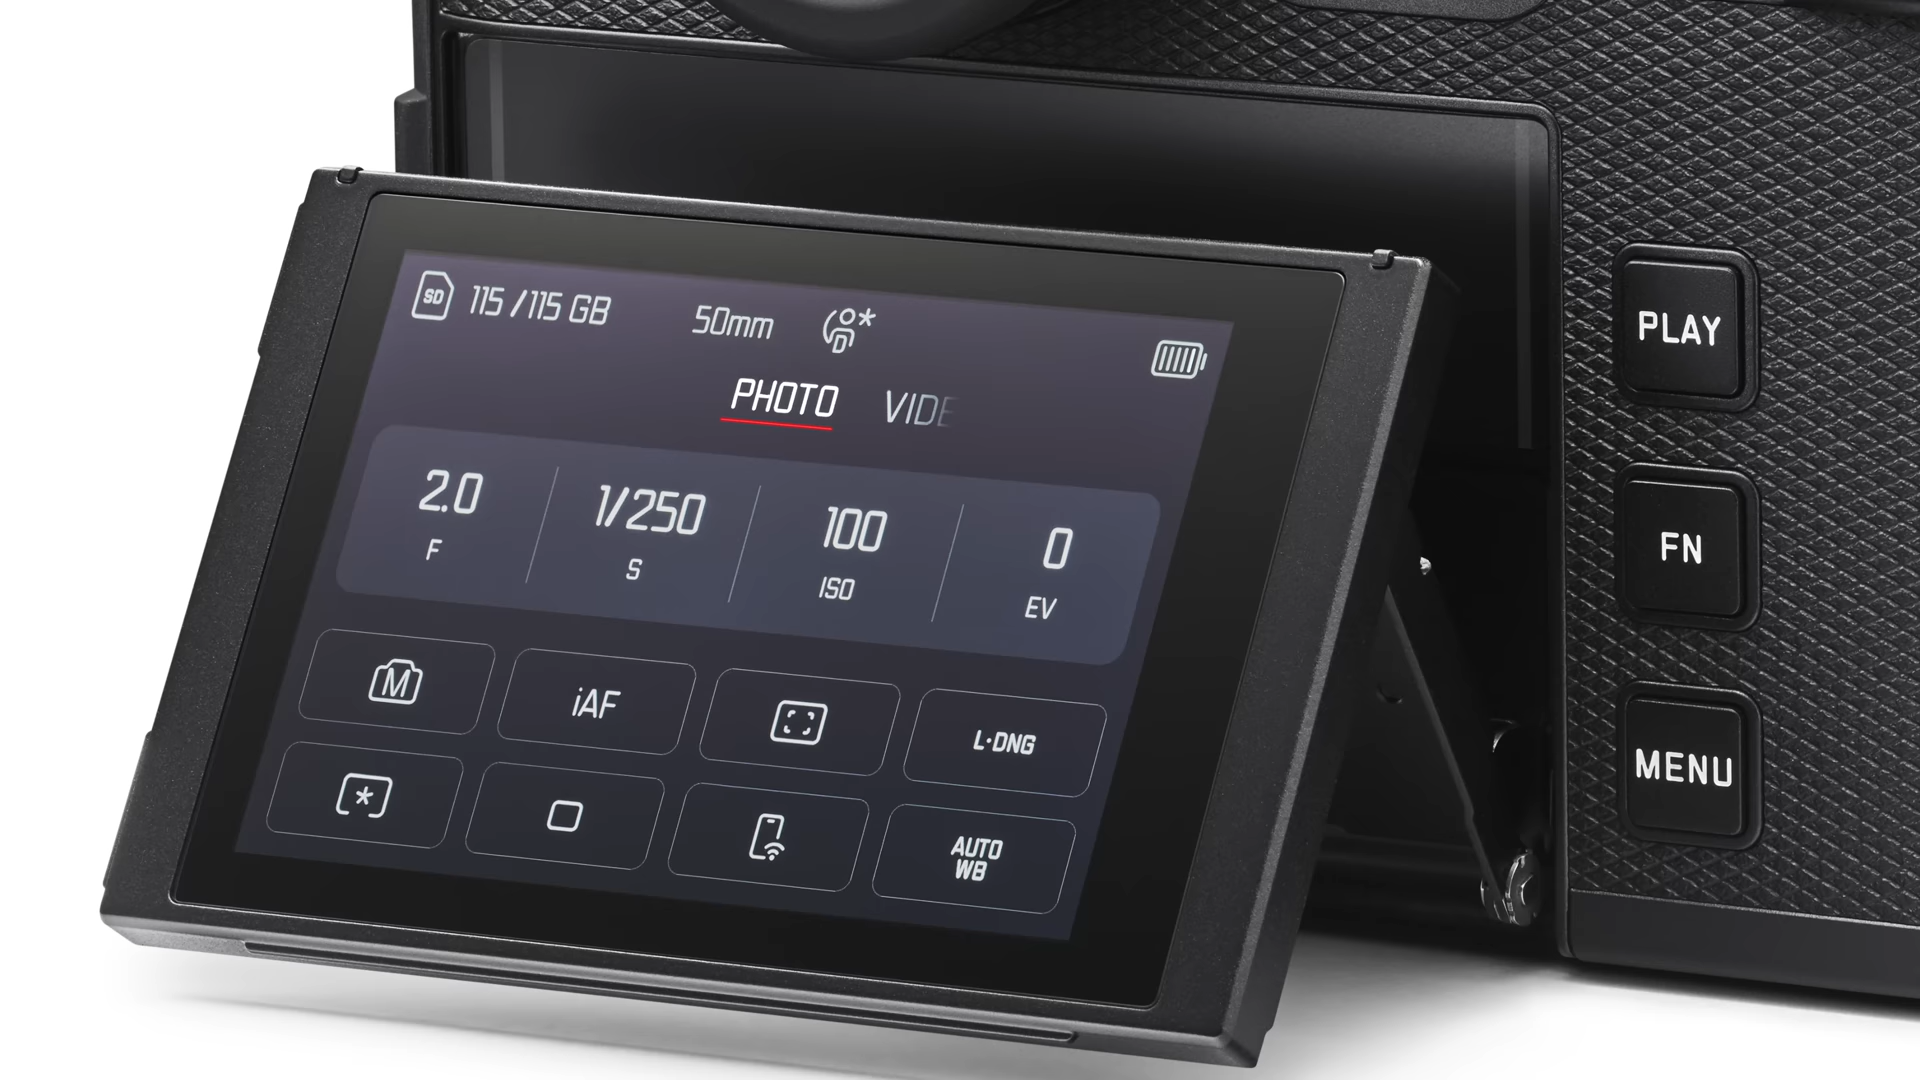 SD 115/115 GB 50mm D
PHOTO VIDE
2.0 1/250 100 0
F S ISO EV
M iAF L·DNG
AUTO
WB
PLAY
FN
MENU